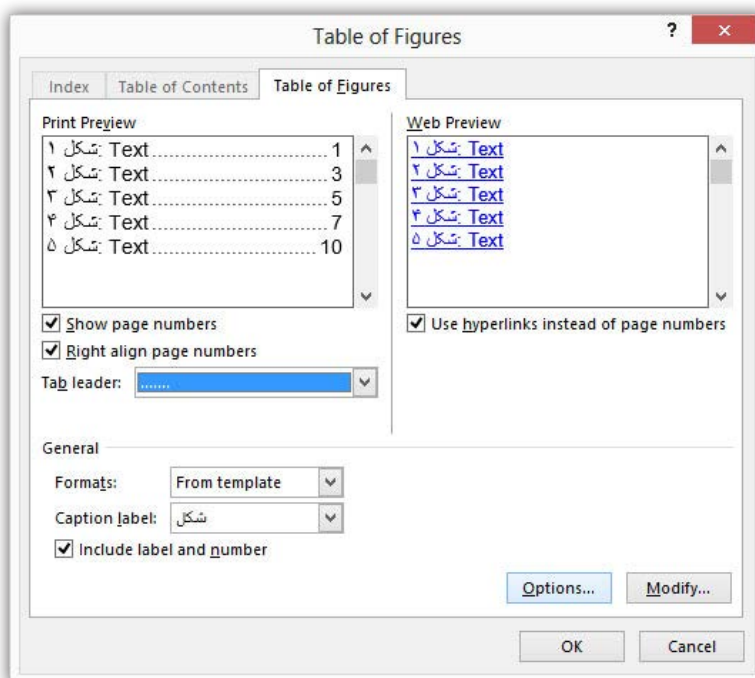 Table of Figures
?
Index
Table of Contents
Table of Figures
Print Preview
شکل ۱: Text........................................ 1
شکل ۲: Text........................................ 3
شکل ۳: Text........................................ 5
شکل ۴: Text........................................ 7
شکل ۵: Text...................................... 10
Show page numbers
Right align page numbers
Tab leader: .......
Web Preview
شکل ۱: Text
شکل ۲: Text
شکل ۳: Text
شکل ۴: Text
شکل ۵: Text
Use hyperlinks instead of page numbers
General
Formats: From template
Caption label: شکل
Include label and number
Options... Modify...
OK Cancel